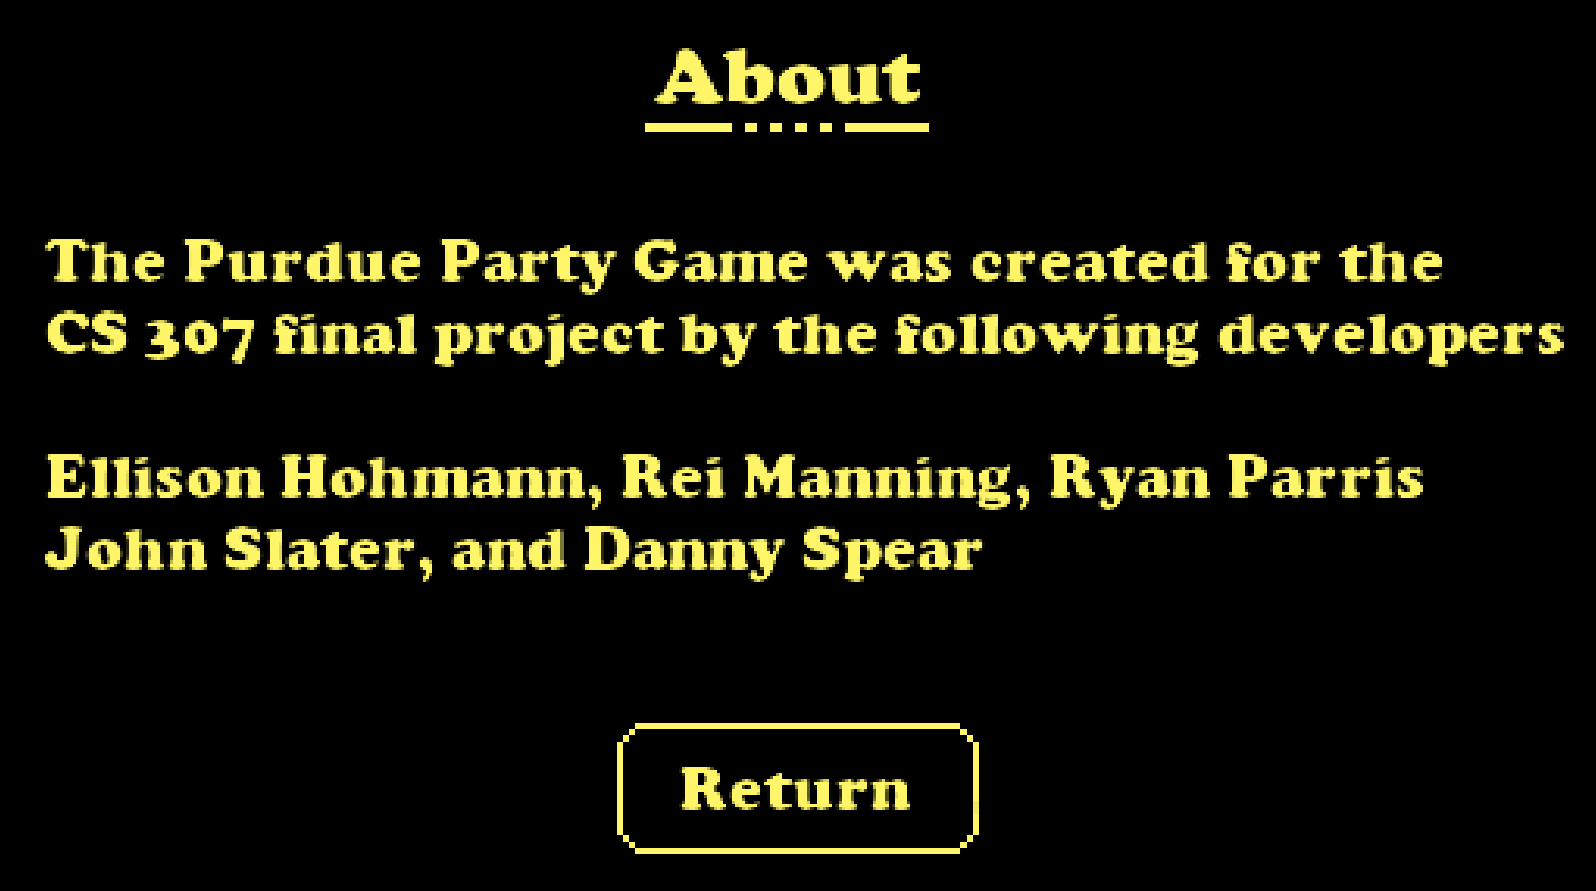 About
The Purdue Party Game was created for the
CS 307 final project by the following developers
Ellison Hohmann, Rei Manning, Ryan Parris
John Slater, and Danny Spear
Return